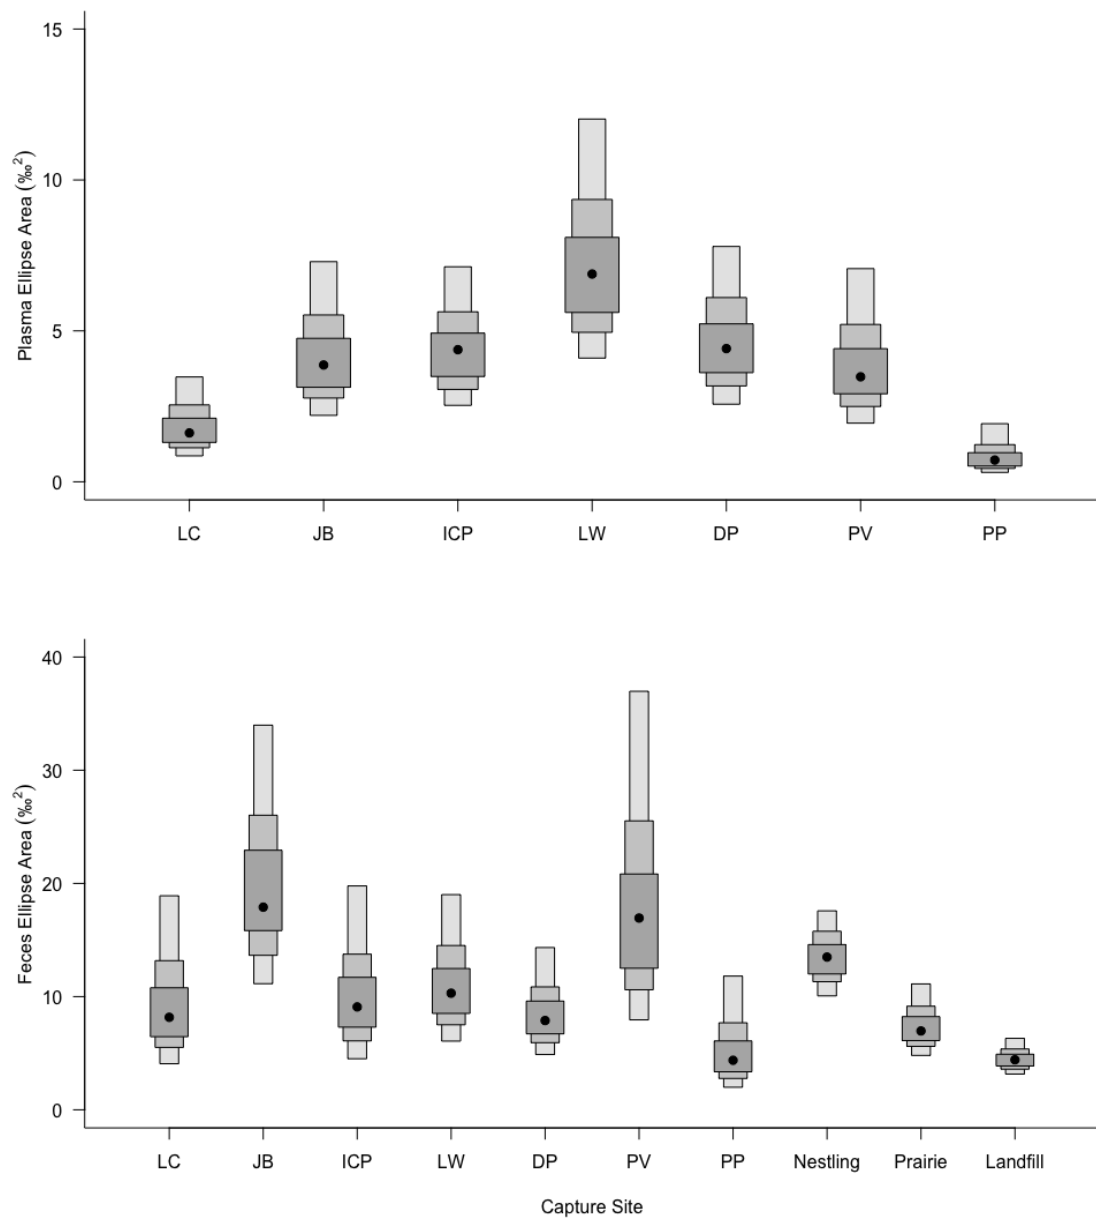 15
10
5
0
Plasma Ellipse Area (‰²)
LC JB ICP LW DP PV PP
40
30
20
10
0
Feces Ellipse Area (‰²)
LC JB ICP LW DP PV PP Nestling Prairie Landfill
Capture Site